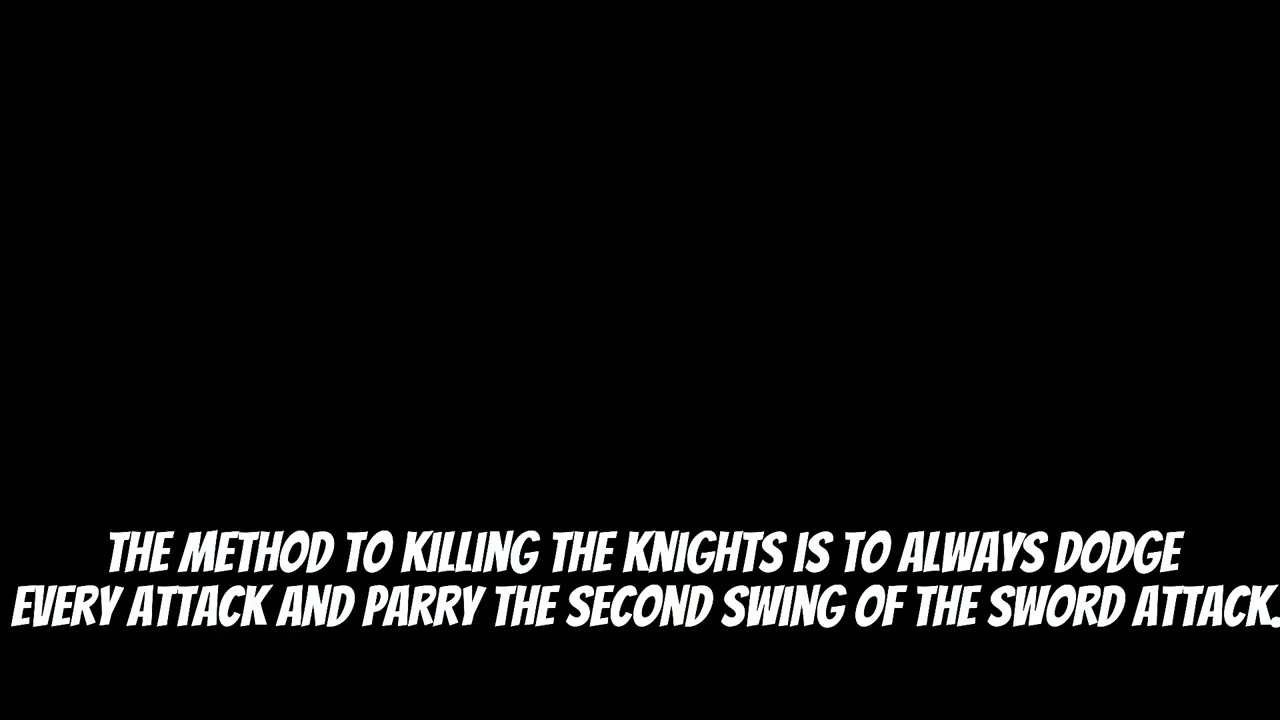 THE METHOD TO KILLING THE KNIGHTS IS TO ALWAYS DODGE
EVERY ATTACK AND PARRY THE SECOND SWING OF THE SWORD ATTACK.